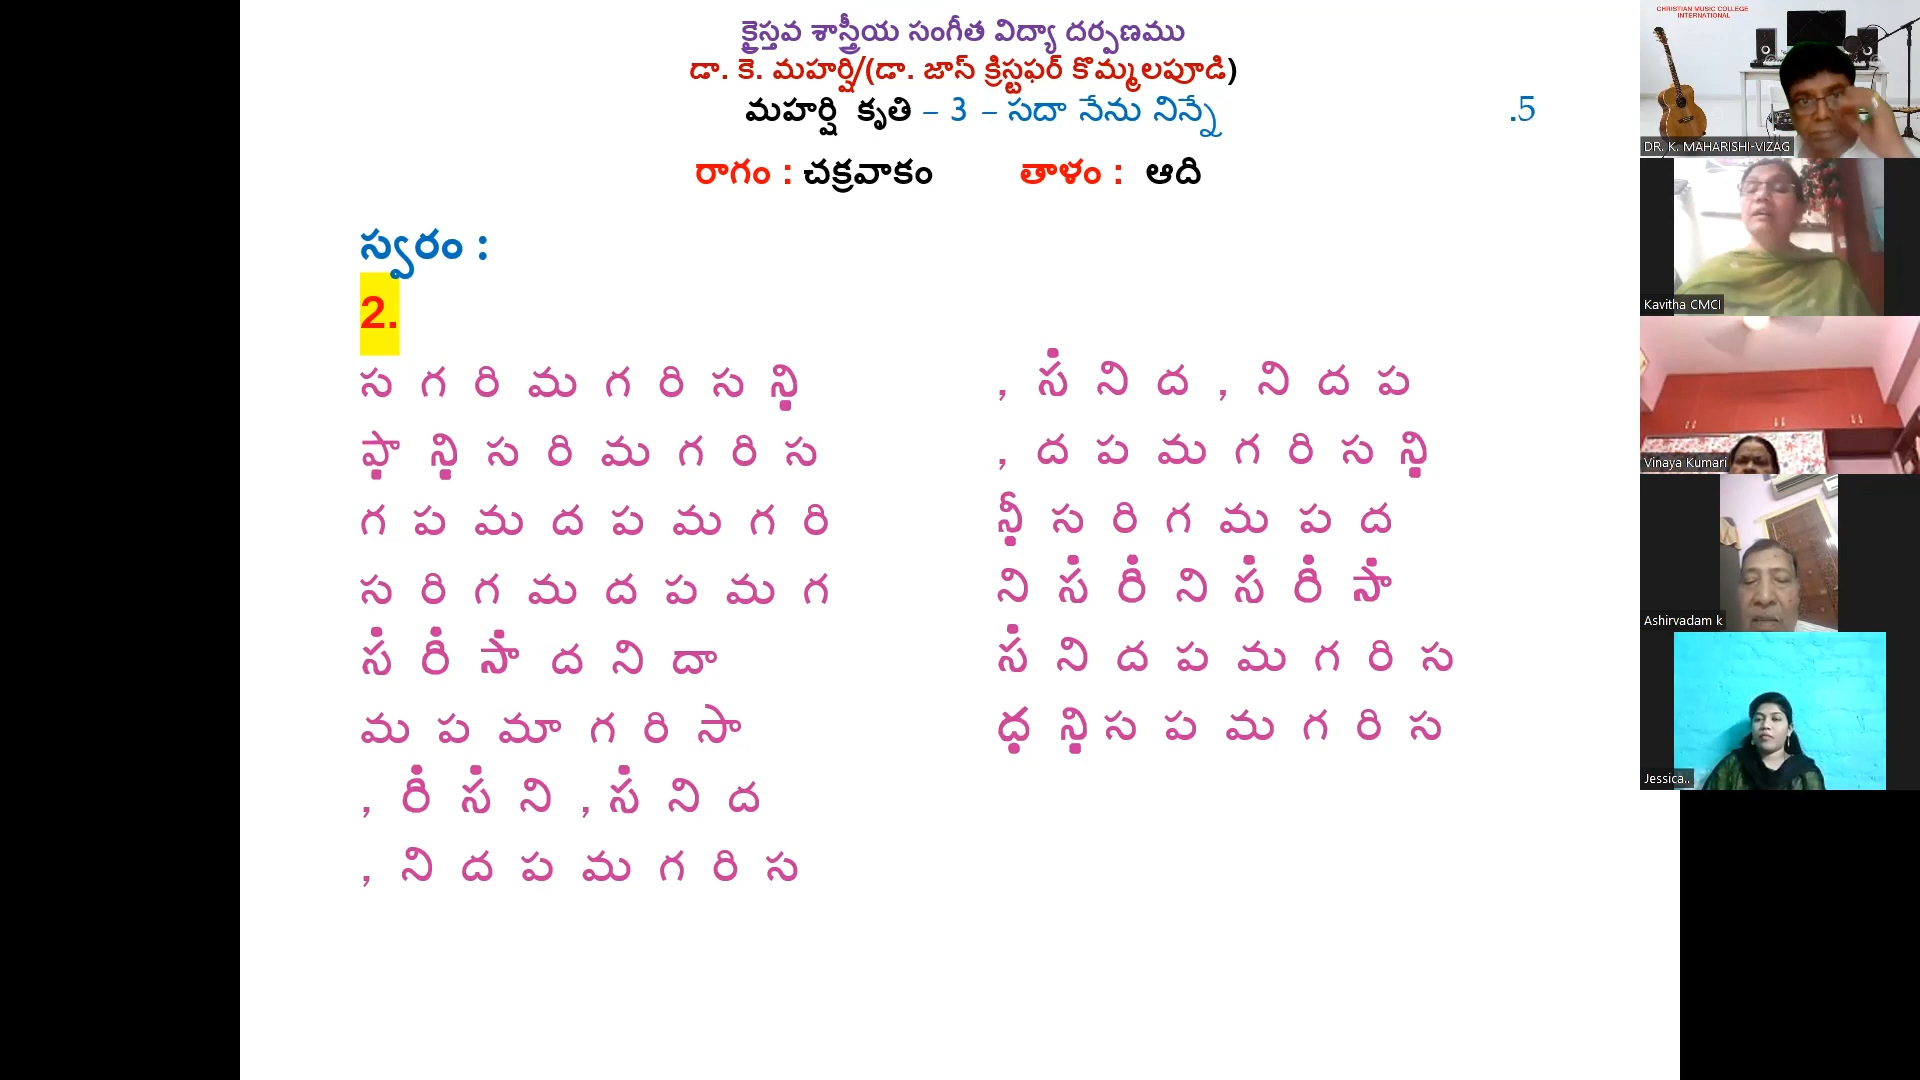 క్రైస్తవ శాస్త్రీయ సంగీత విద్యా దర్పణము
డా. కె. మహర్షి/(డా. జాస్ క్రిస్టఫర్ కొమ్మలపూడి)
మహర్షి కృతి – 3 – సదా నేను నిన్నే .5
రాగం : చక్రవాకం తాళం : ఆది
స్వరం :
2.
స గ రి మ గ రి స ని̣
పా̣ ని̣ స రి మ గ రి స
గ ప మ ద ప మ గ రి
స రి గ మ ద ప మ గ
స̇ రి̇ సా̇ ద ని దా
మ ప మా గ రి సా
, రి̇ స̇ ని , స̇ ని ద
, ని ద ప మ గ రి స
, స̇ ని ద , ని ద ప
, ద ప మ గ రి స ని̣
నీ̣ స రి గ మ ప ద
ని స̇ రి̇ ని స̇ రి̇ సా̇
స̇ ని ద ప మ గ రి స
ధ̣ ని̣ స ప మ గ రి స
CHRISTIAN MUSIC COLLEGE
INTERNATIONAL
DR. K. MAHARISHI-VIZAG
Kavitha CMCI
Vinaya Kumari
Ashirvadam k
Jessica..